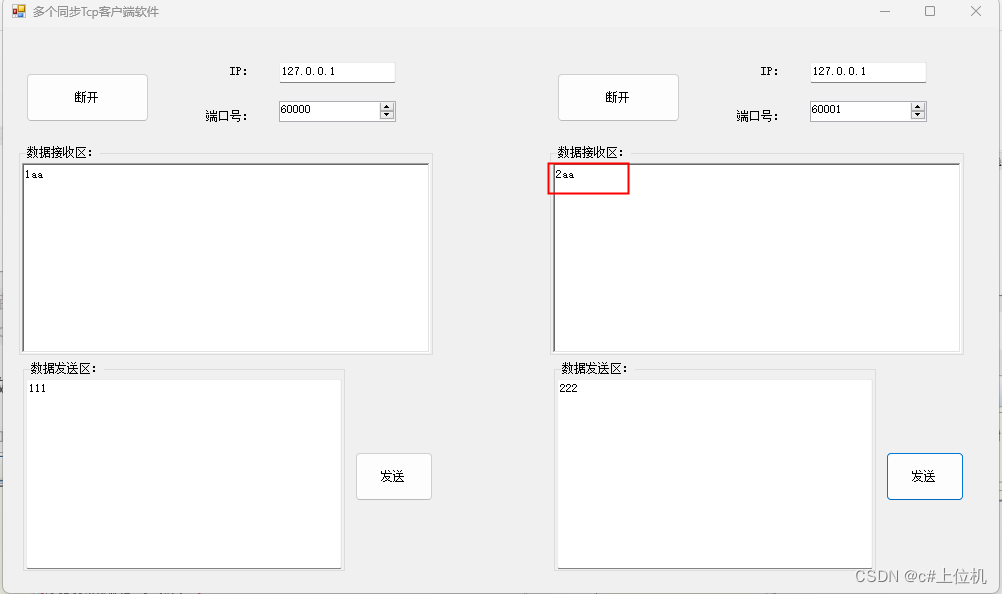 多个同步Tcp客户端软件
断开
IP:
127.0.0.1
端口号:
60000
数据接收区:
1aa
数据发送区:
111
发送
断开
IP:
127.0.0.1
端口号:
60001
数据接收区:
2aa
数据发送区:
222
发送
CSDN @c#上位机